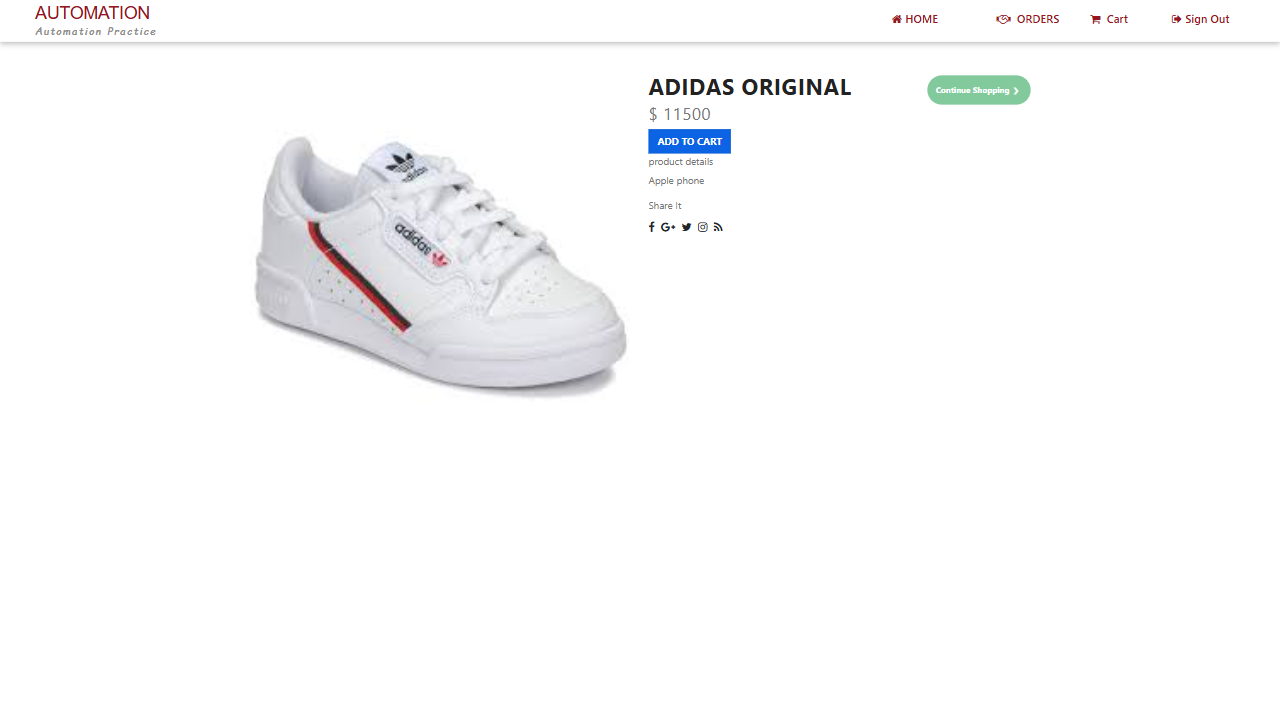 AUTOMATION
Automation Practice
HOME
ORDERS
Cart
Sign Out
ADIDAS ORIGINAL
Continue Shopping
$ 11500
ADD TO CART
product details
Apple phone
Share It
adidas
adidas